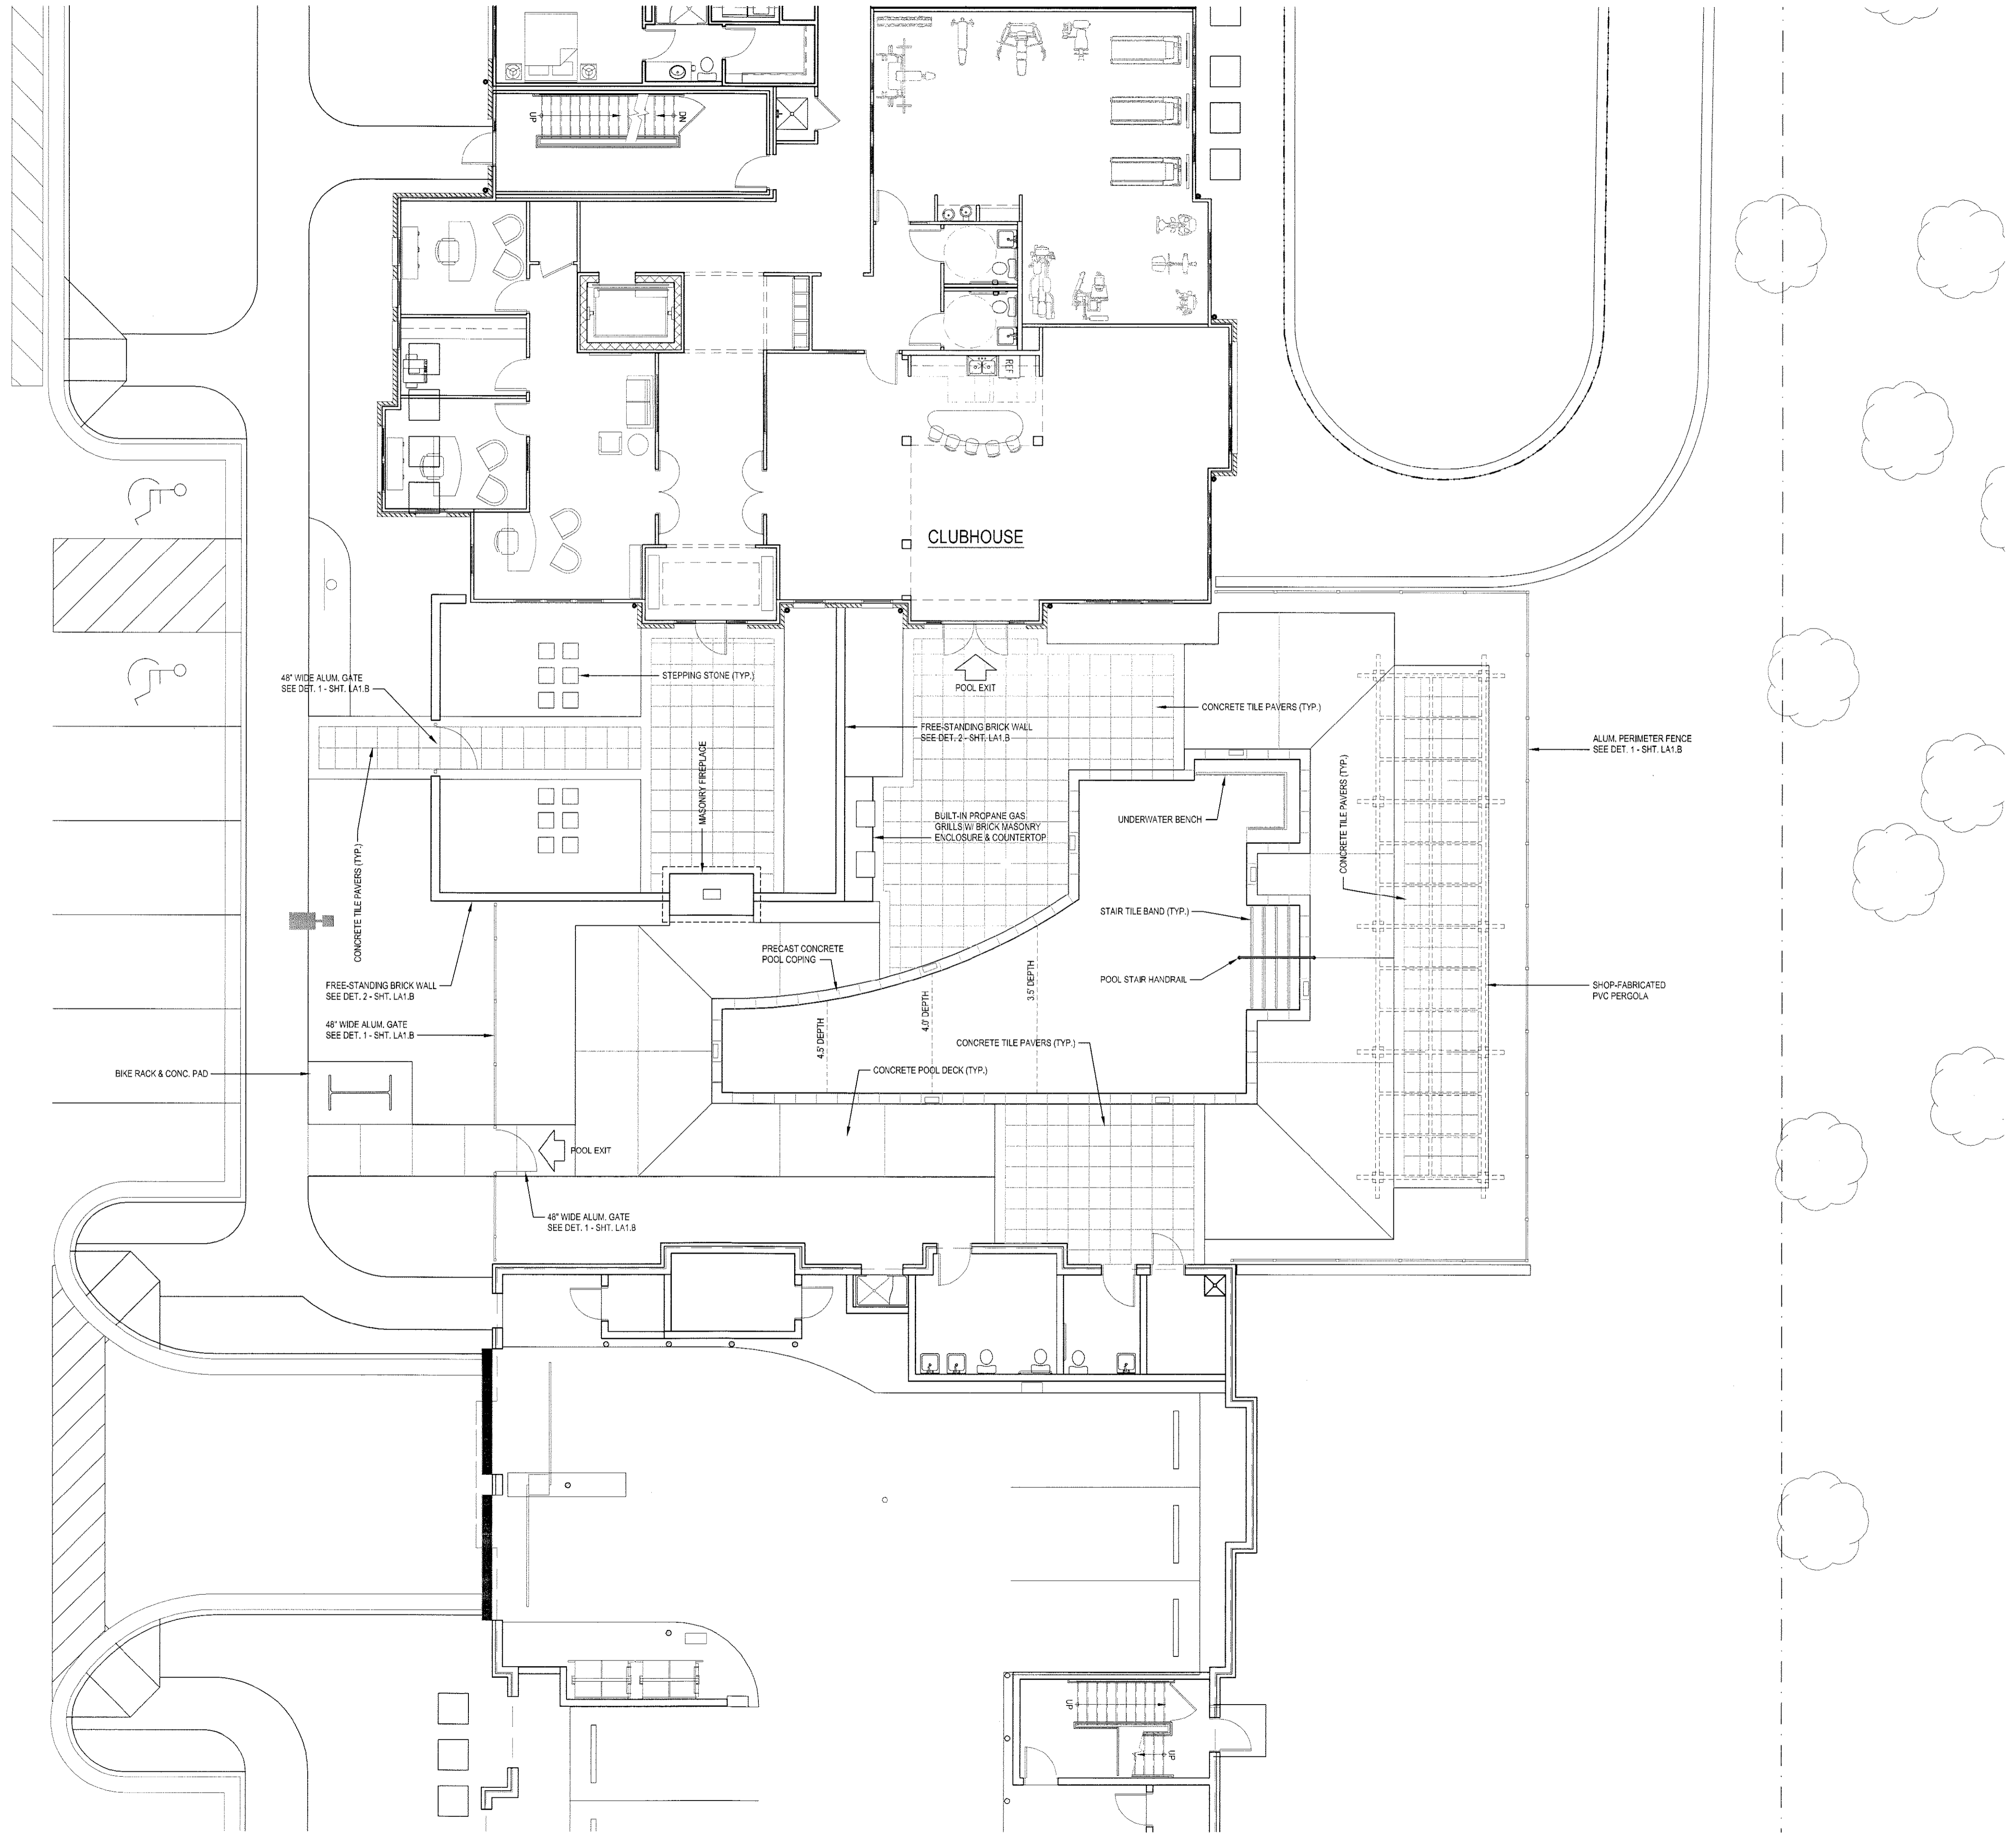 UP
DN
REF.
CLUBHOUSE
48" WIDE ALUM. GATE
SEE DET. 1 - SHT. LA1.B
STEPPING STONE (TYP.)
POOL EXIT
CONCRETE TILE PAVERS (TYP.)
FREE-STANDING BRICK WALL
SEE DET. 2 - SHT. LA1.B
ALUM. PERIMETER FENCE
SEE DET. 1 - SHT. LA1.B
MASONRY FIREPLACE
CONCRETE TILE PAVERS (TYP.)
BUILT-IN PROPANE GAS
GRILLS W/ BRICK MASONRY
ENCLOSURE & COUNTERTOP
UNDERWATER BENCH
CONCRETE TILE PAVERS (TYP.)
STAIR TILE BAND (TYP.)
PRECAST CONCRETE
POOL COPING
POOL STAIR HANDRAIL
FREE-STANDING BRICK WALL
SEE DET. 2 - SHT. LA1.B
SHOP-FABRICATED
PVC PERGOLA
3.5' DEPTH
4.0' DEPTH
4.5' DEPTH
48" WIDE ALUM. GATE
SEE DET. 1 - SHT. LA1.B
CONCRETE TILE PAVERS (TYP.)
BIKE RACK & CONC. PAD
CONCRETE POOL DECK (TYP.)
POOL EXIT
48" WIDE ALUM. GATE
SEE DET. 1 - SHT. LA1.B
UP
UP